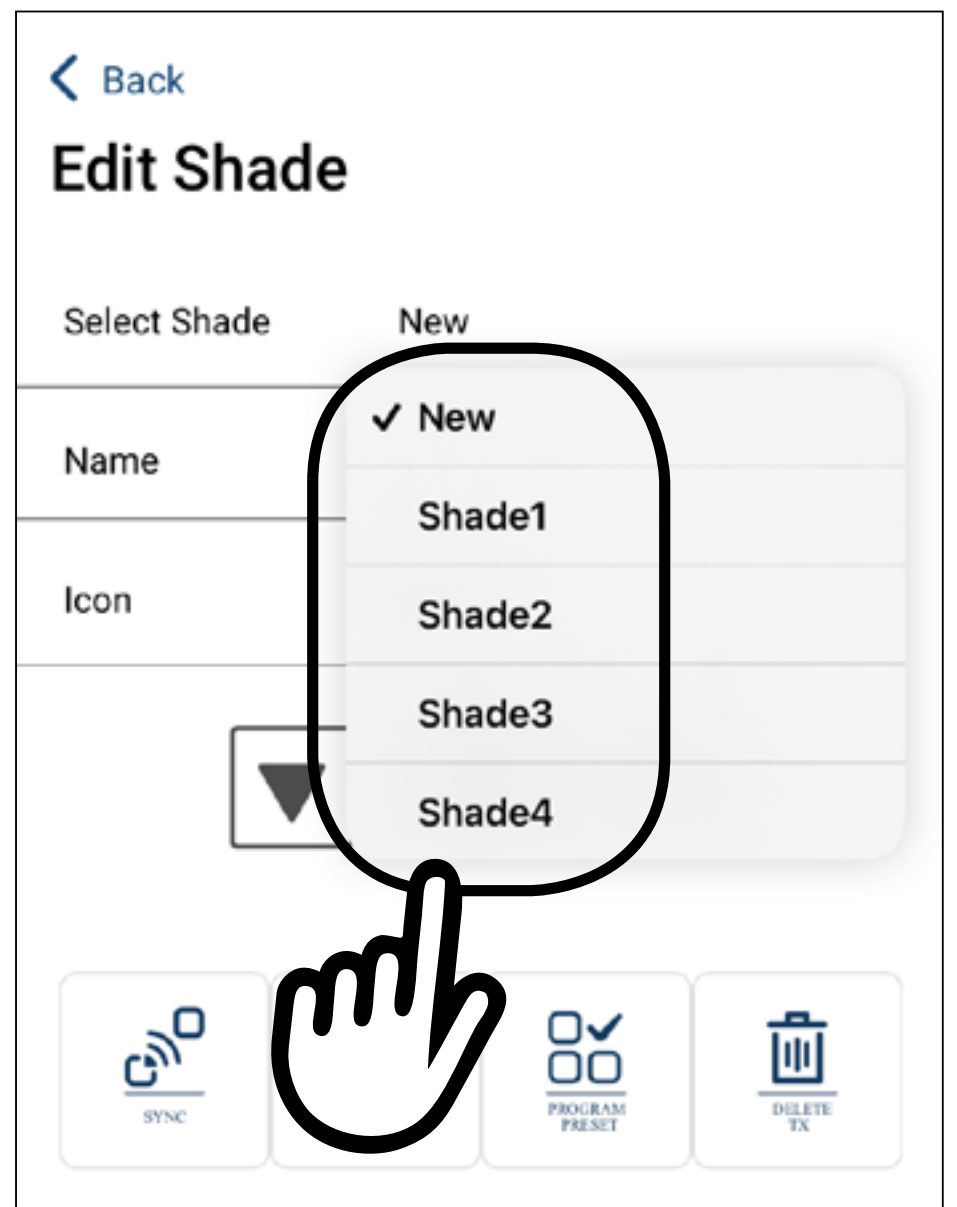 Back
Edit Shade
Select Shade New
New
Name
Shade1
Icon
Shade2
Shade3
Shade4
SYNC
PROGRAM
PRESET
DELETE
TX